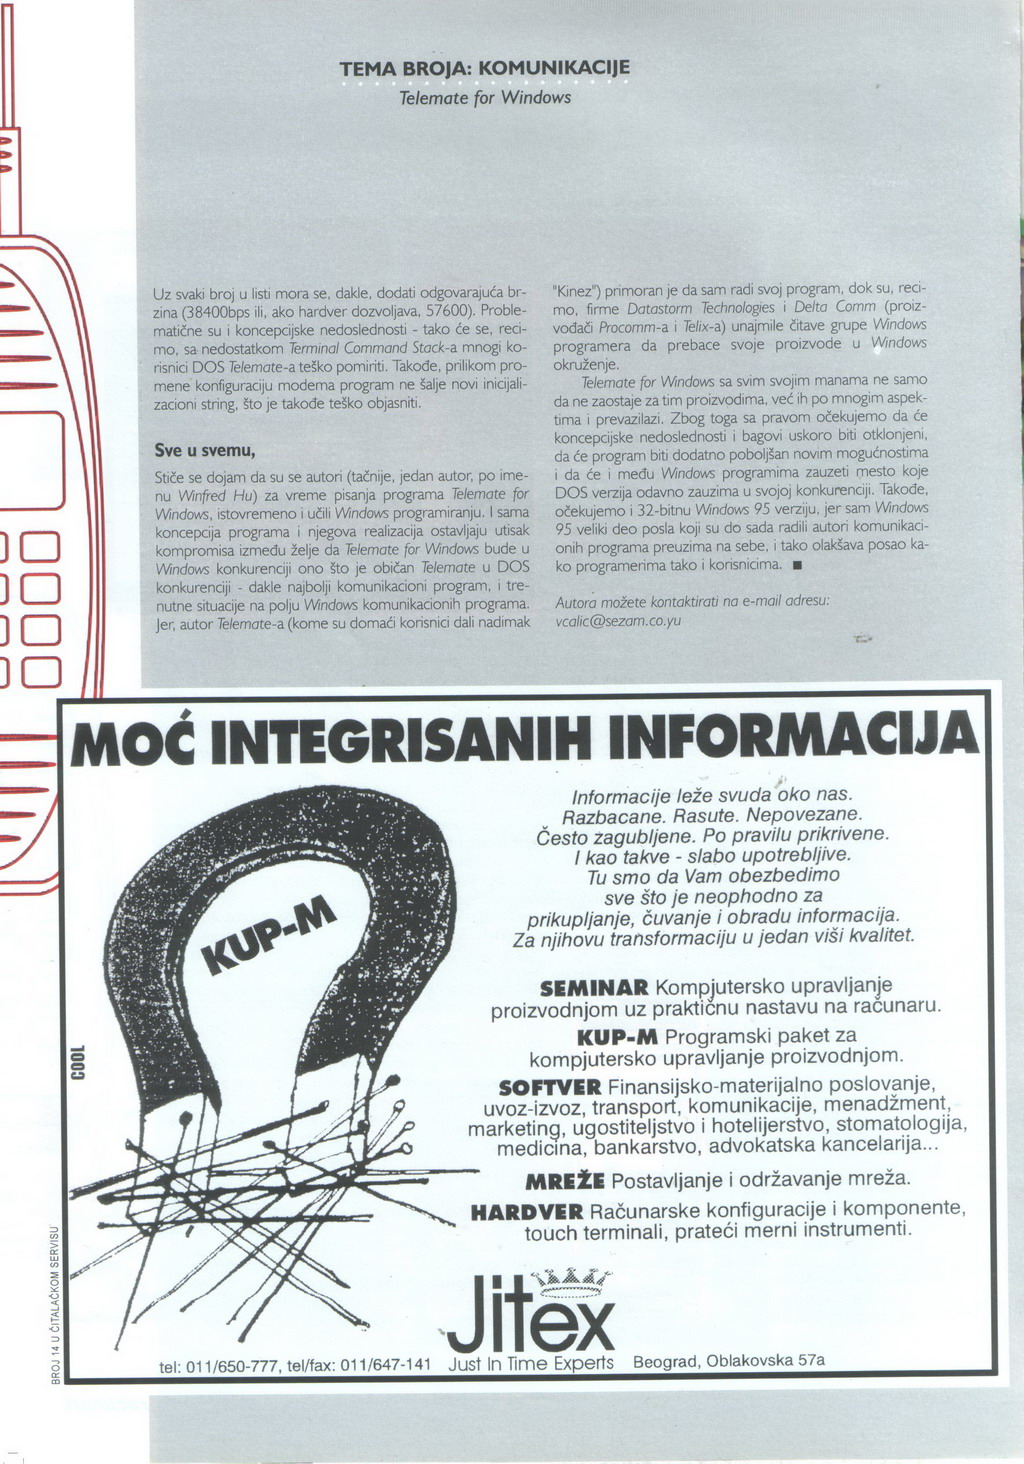 TEMA BROJA: KOMUNIKACIJE
Telemate for Windows
Uz svaki broj u listi mora se, dakle, dodati odgovarajuća br-
zina (38400bps ili, ako hardver dozvoljava, 57600). Proble-
matične su i koncepcijske nedoslednosti - tako će se, reci-
mo, sa nedostatkom Terminal Command Stack-a mnogi ko-
risnici DOS Telemate-a teško pomiriti. Takođe, prilikom pro-
mene konfiguraciju modema program ne šalje novi inicijali-
zacioni string, što je takođe teško objasniti.
Sve u svemu,
Stiče se dojam da su se autori (tačnije, jedan autor, po ime-
nu Winfred Hu) za vreme pisanja programa Telemate for
Windows, istovremeno i učili Windows programiranju. I sama
koncepcija programa i njegova realizacija ostavljaju utisak
kompromisa između želje da Telemate for Windows bude u
Windows konkurenciji ono što je običan Telemate u DOS
konkurenciji - dakle najbolji komunikacioni program, i tre-
nutne situacije na polju Windows komunikacionih programa.
Jer, autor Telemate-a (kome su domaći korisnici dali nadimak
"Kinez") primoran je da sam radi svoj program, dok su, reci-
mo, firme Datastorm Technologies i Delta Comm (proiz-
vođači Procomm-a i Telix-a) unajmile čitave grupe Windows
programera da prebace svoje proizvode u Windows
okruženje.
Telemate for Windows sa svim svojim manama ne samo
da ne zaostaje za tim proizvodima, već ih po mnogim aspek-
tima i prevazilazi. Zbog toga sa pravom očekujemo da će
koncepcijske nedoslednosti i bagovi uskoro biti otklonjeni,
da će program biti dodatno poboljšan novim mogućnostima
i da će i među Windows programima zauzeti mesto koje
DOS verzija odavno zauzima u svojoj konkurenciji. Takođe,
očekujemo i 32-bitnu Windows 95 verziju, jer sam Windows
95 veliki deo posla koji su do sada radili autori komunikaci-
onih programa preuzima na sebe, i tako olakšava posao ka-
ko programerima tako i korisnicima. ■
Autora možete kontaktirati na e-mail adresu:
vcalic@sezam.co.yu
MOĆ INTEGRISANIH INFORMACIJA
Informacije leže svuda oko nas.
Razbacane. Rasute. Nepovezane.
Često zagubljene. Po pravilu prikrivene.
I kao takve - slabo upotrebljive.
Tu smo da Vam obezbedimo
sve što je neophodno za
prikupljanje, čuvanje i obradu informacija.
Za njihovu transformaciju u jedan viši kvalitet.
KUP-M
SEMINAR Kompjutersko upravljanje
proizvodnjom uz praktičnu nastavu na računaru.
KUP-M Programski paket za
kompjutersko upravljanje proizvodnjom.
SOFTVER Finansijsko-materijalno poslovanje,
uvoz-izvoz, transport, komunikacije, menadžment,
marketing, ugostiteljstvo i hotelijerstvo, stomatologija,
medicina, bankarstvo, advokatska kancelarija...
MREŽE Postavljanje i održavanje mreža.
HARDVER Računarske konfiguracije i komponente,
touch terminali, prateći merni instrumenti.
COOL
BROJ 14 U ČITALAČKOM SERVISU
Jitex
tel: 011/650-777, tel/fax: 011/647-141 Just In Time Experts Beograd, Oblakovska 57a